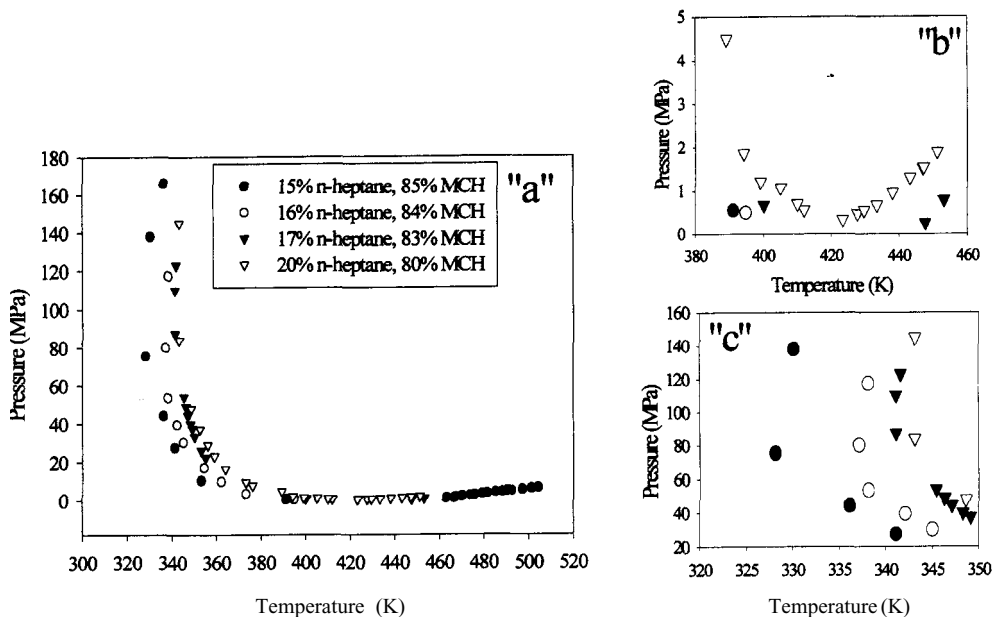 "a"
15% n-heptane, 85% MCH
16% n-heptane, 84% MCH
17% n-heptane, 83% MCH
20% n-heptane, 80% MCH
Pressure (MPa)
180
160
140
120
100
80
60
40
20
0
300 320 340 360 380 400 420 440 460 480 500 520
Temperature (K)
"b"
Pressure (MPa)
5
4
3
2
1
0
380 400 420 440 460
Temperature (K)
"c"
Pressure (MPa)
160
140
120
100
80
60
40
20
320 325 330 335 340 345 350
Temperature (K)